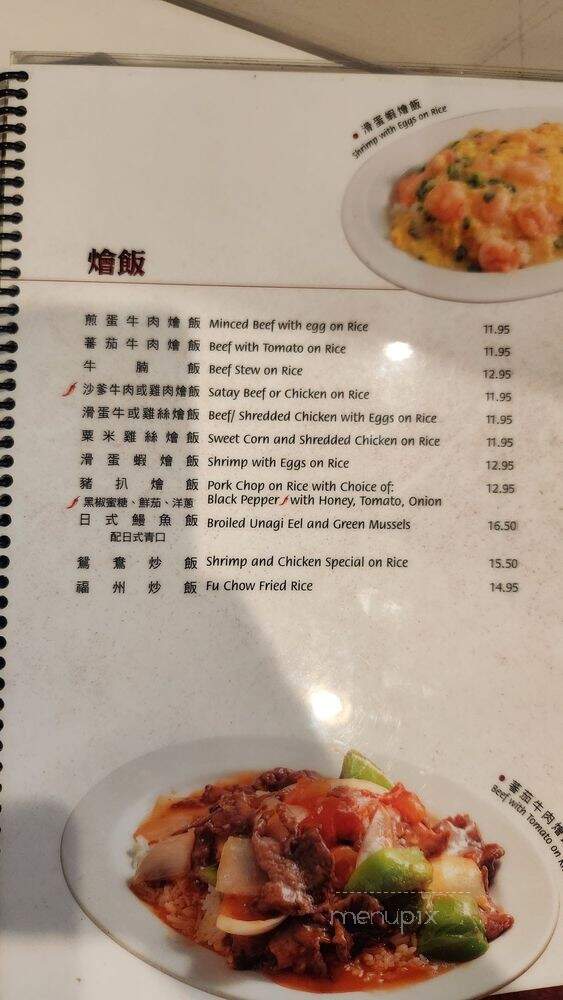 滑蛋蝦燴飯
Shrimp with Eggs on Rice
燴飯
煎蛋牛肉燴飯 Minced Beef with egg on Rice 11.95
蕃茄牛肉燴飯 Beef with Tomato on Rice 11.95
牛腩飯 Beef Stew on Rice 12.95
沙爹牛肉或雞肉燴飯 Satay Beef or Chicken on Rice 11.95
滑蛋牛或雞絲燴飯 Beef/ Shredded Chicken with Eggs on Rice 11.95
粟米雞絲燴飯 Sweet Corn and Shredded Chicken on Rice 11.95
滑蛋蝦燴飯 Shrimp with Eggs on Rice 12.95
豬扒燴飯 Pork Chop on Rice with Choice of: 12.95
黑椒蜜糖、鮮茄、洋蔥 Black Pepper with Honey, Tomato, Onion
日式鰻魚飯 Broiled Unagi Eel and Green Mussels 16.50
配日式青口
鴛鴦炒飯 Shrimp and Chicken Special on Rice 15.50
福州炒飯 Fu Chow Fried Rice 14.95
蕃茄牛肉燴
Beef with Tomato on
menupix